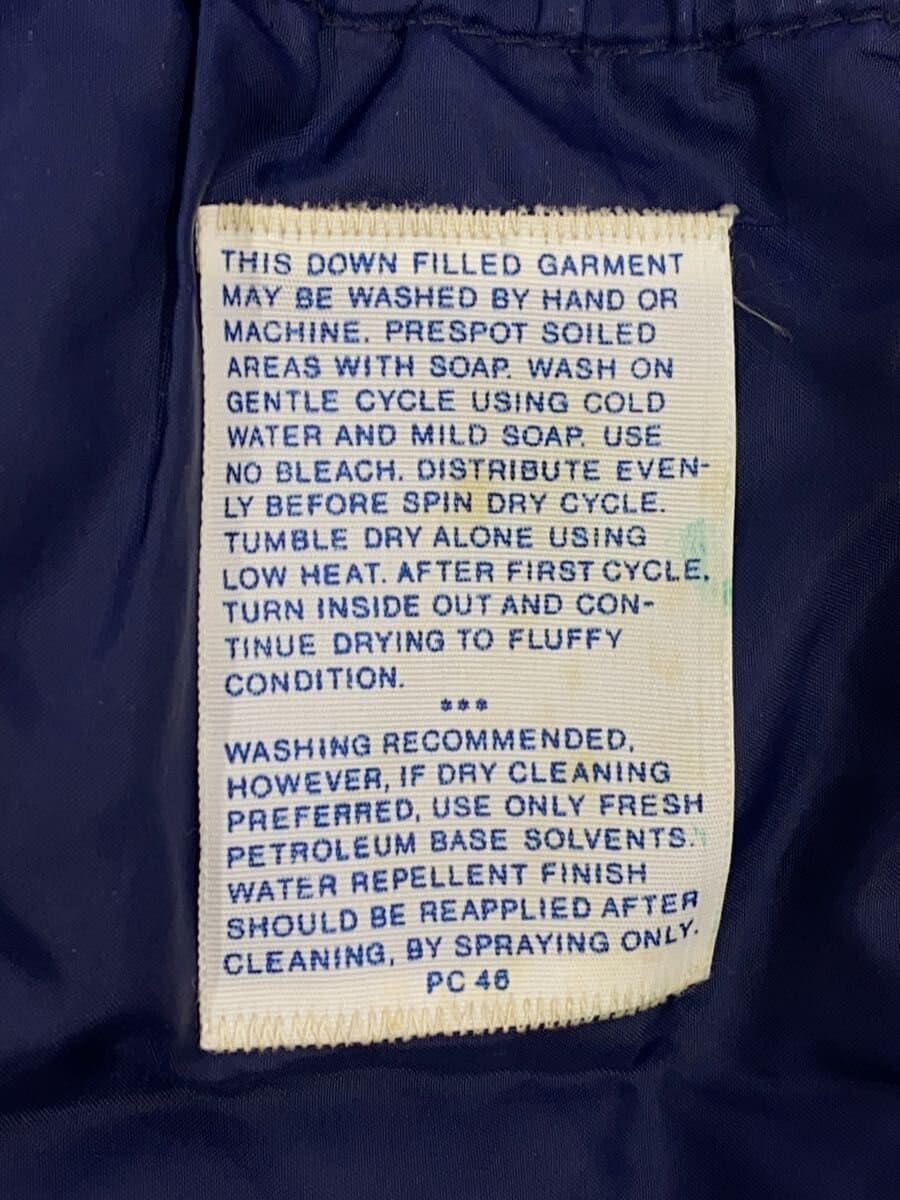 THIS DOWN FILLED GARMENT
MAY BE WASHED BY HAND OR
MACHINE. PRESPOT SOILED
AREAS WITH SOAP. WASH ON
GENTLE CYCLE USING COLD
WATER AND MILD SOAP. USE
NO BLEACH. DISTRIBUTE EVEN-
LY BEFORE SPIN DRY CYCLE.
TUMBLE DRY ALONE USING
LOW HEAT. AFTER FIRST CYCLE,
TURN INSIDE OUT AND CON-
TINUE DRYING TO FLUFFY
CONDITION.
***
WASHING RECOMMENDED,
HOWEVER, IF DRY CLEANING
PREFERRED, USE ONLY FRESH
PETROLEUM BASE SOLVENTS.
WATER REPELLENT FINISH
SHOULD BE REAPPLIED AFTER
CLEANING, BY SPRAYING ONLY.
PC 46